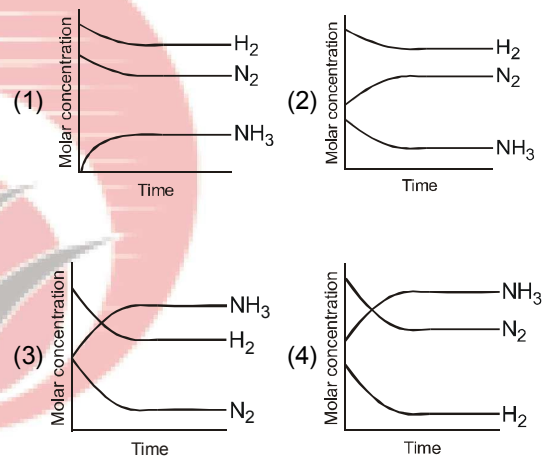 (1)
Molar concentration
H2
N2
NH3
Time
(2)
Molar concentration
H2
N2
NH3
Time
(3)
Molar concentration
NH3
H2
N2
Time
(4)
Molar concentration
NH3
N2
H2
Time